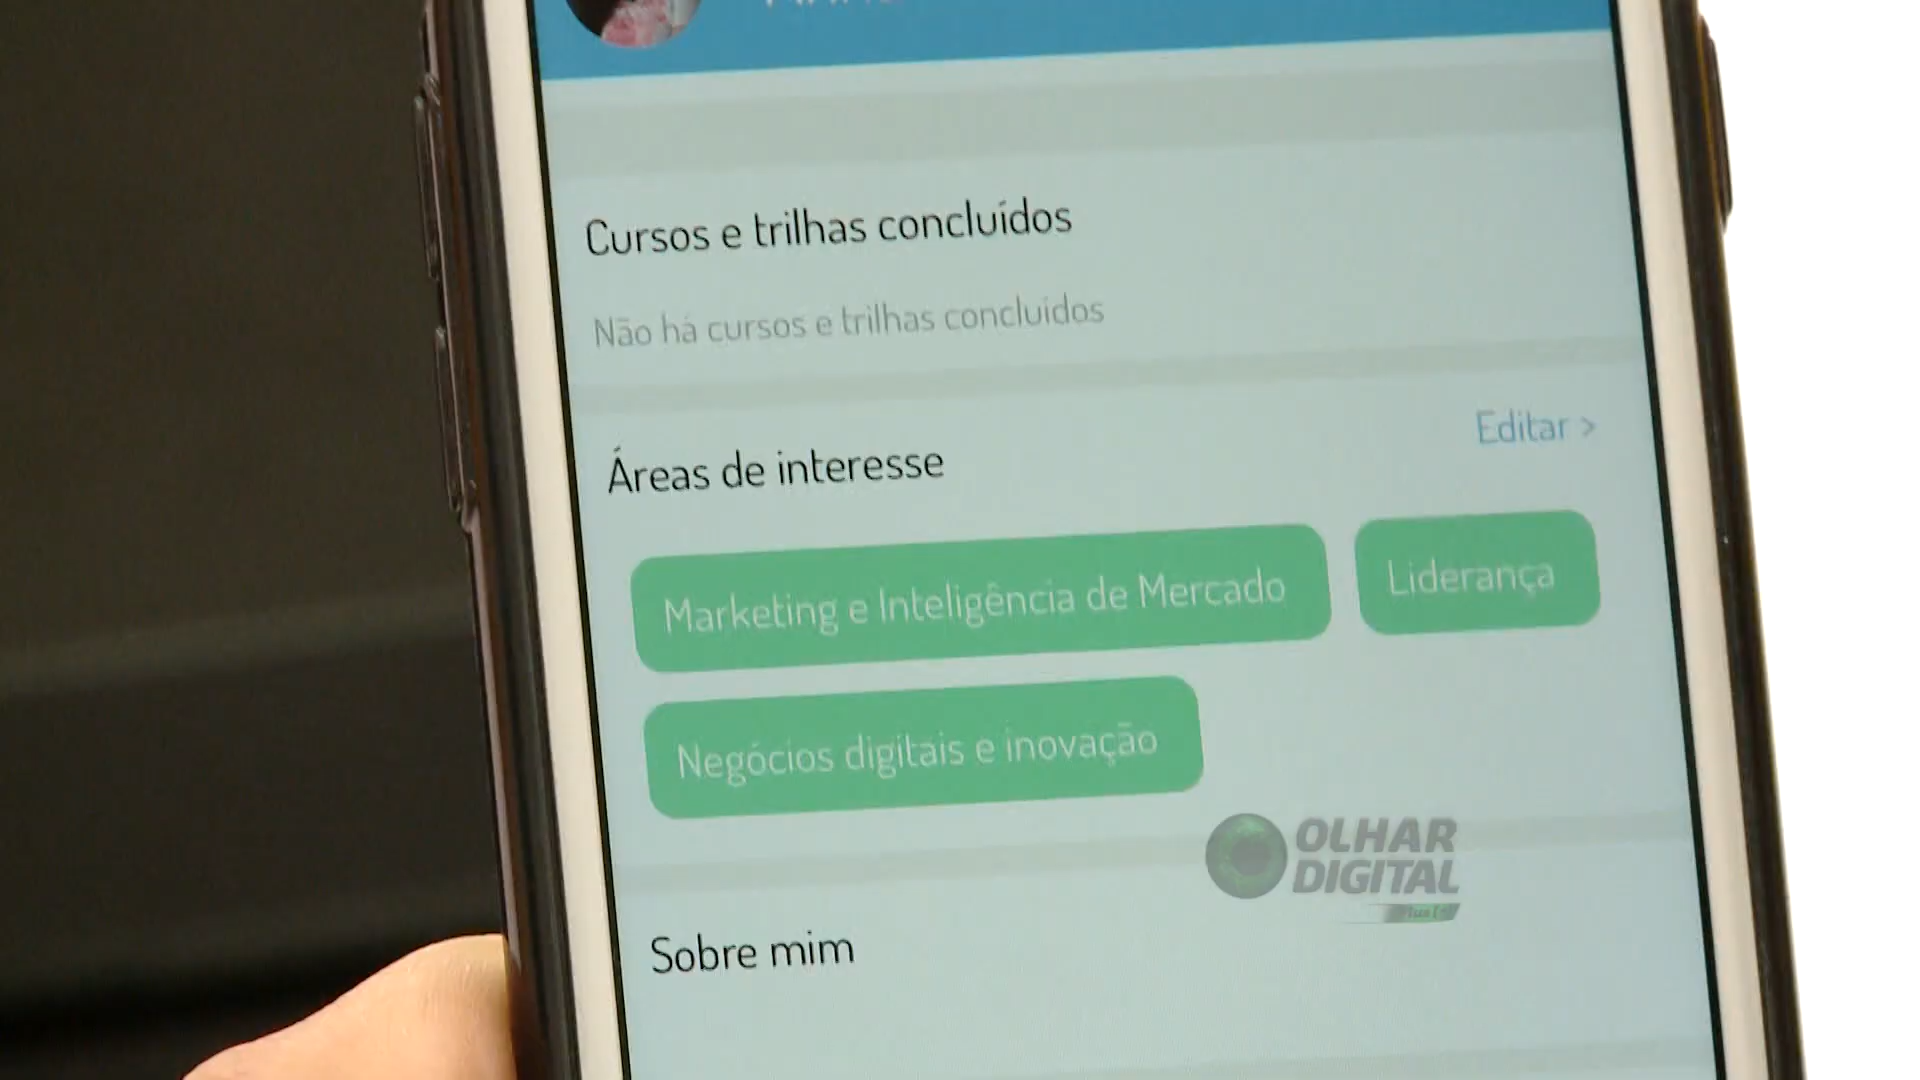 Cursos e trilhas concluídos
Não há cursos e trilhas concluidos
Editar >
Áreas de interesse
Marketing e Inteligência de Mercado
Liderança
Negócios digitais e inovação
OLHAR
DIGITAL
Sobre mim